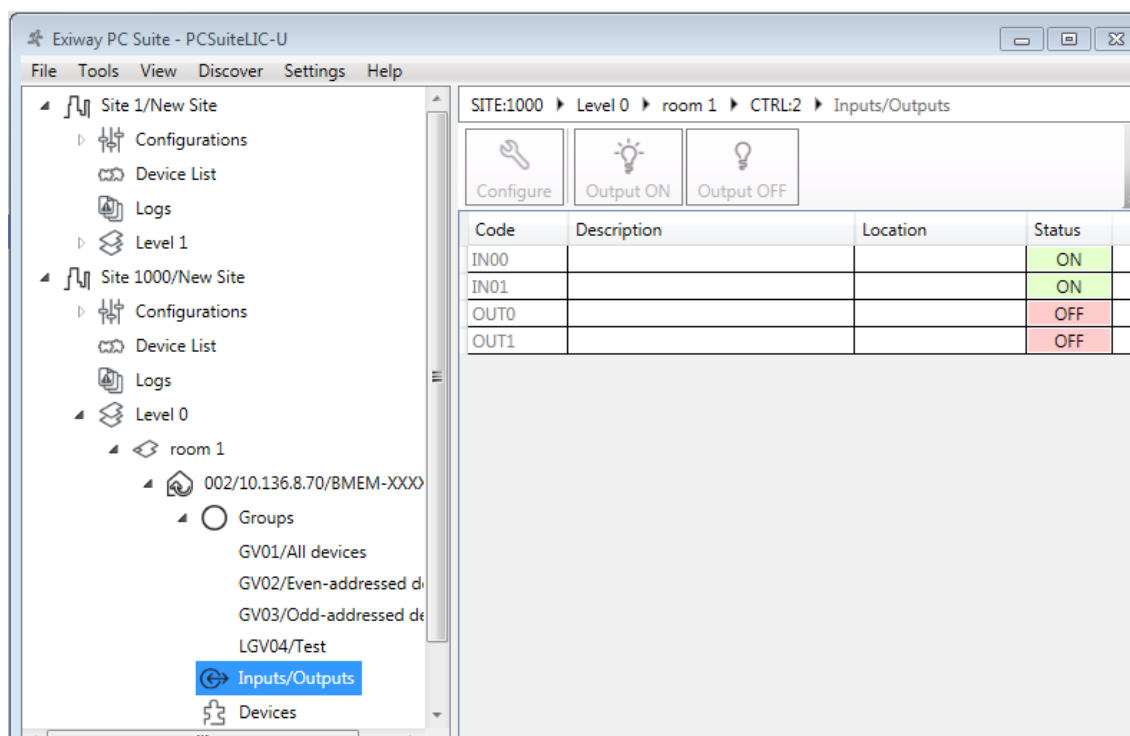 Exiway PC Suite - PCSuiteLIC-U
File Tools View Discover Settings Help
Site 1/New Site
Configurations
Device List
Logs
Level 1
Site 1000/New Site
Configurations
Device List
Logs
Level 0
room 1
002/10.136.8.70/BMEM-XXX
Groups
GV01/All devices
GV02/Even-addressed d
GV03/Odd-addressed de
LGV04/Test
Inputs/Outputs
Devices
SITE:1000 Level 0 room 1 CTRL:2 Inputs/Outputs
Configure Output ON Output OFF
Code Description Location Status
IN00 ON
IN01 ON
OUT0 OFF
OUT1 OFF